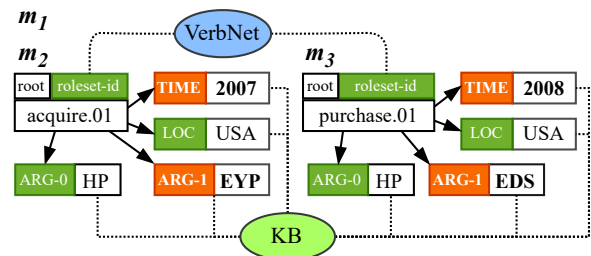 m1
VerbNet
m2
m3
root roleset-id TIME 2007
acquire.01
LOC USA
ARG-0 HP ARG-1 EYP
root roleset-id TIME 2008
purchase.01
LOC USA
ARG-0 HP ARG-1 EDS
KB